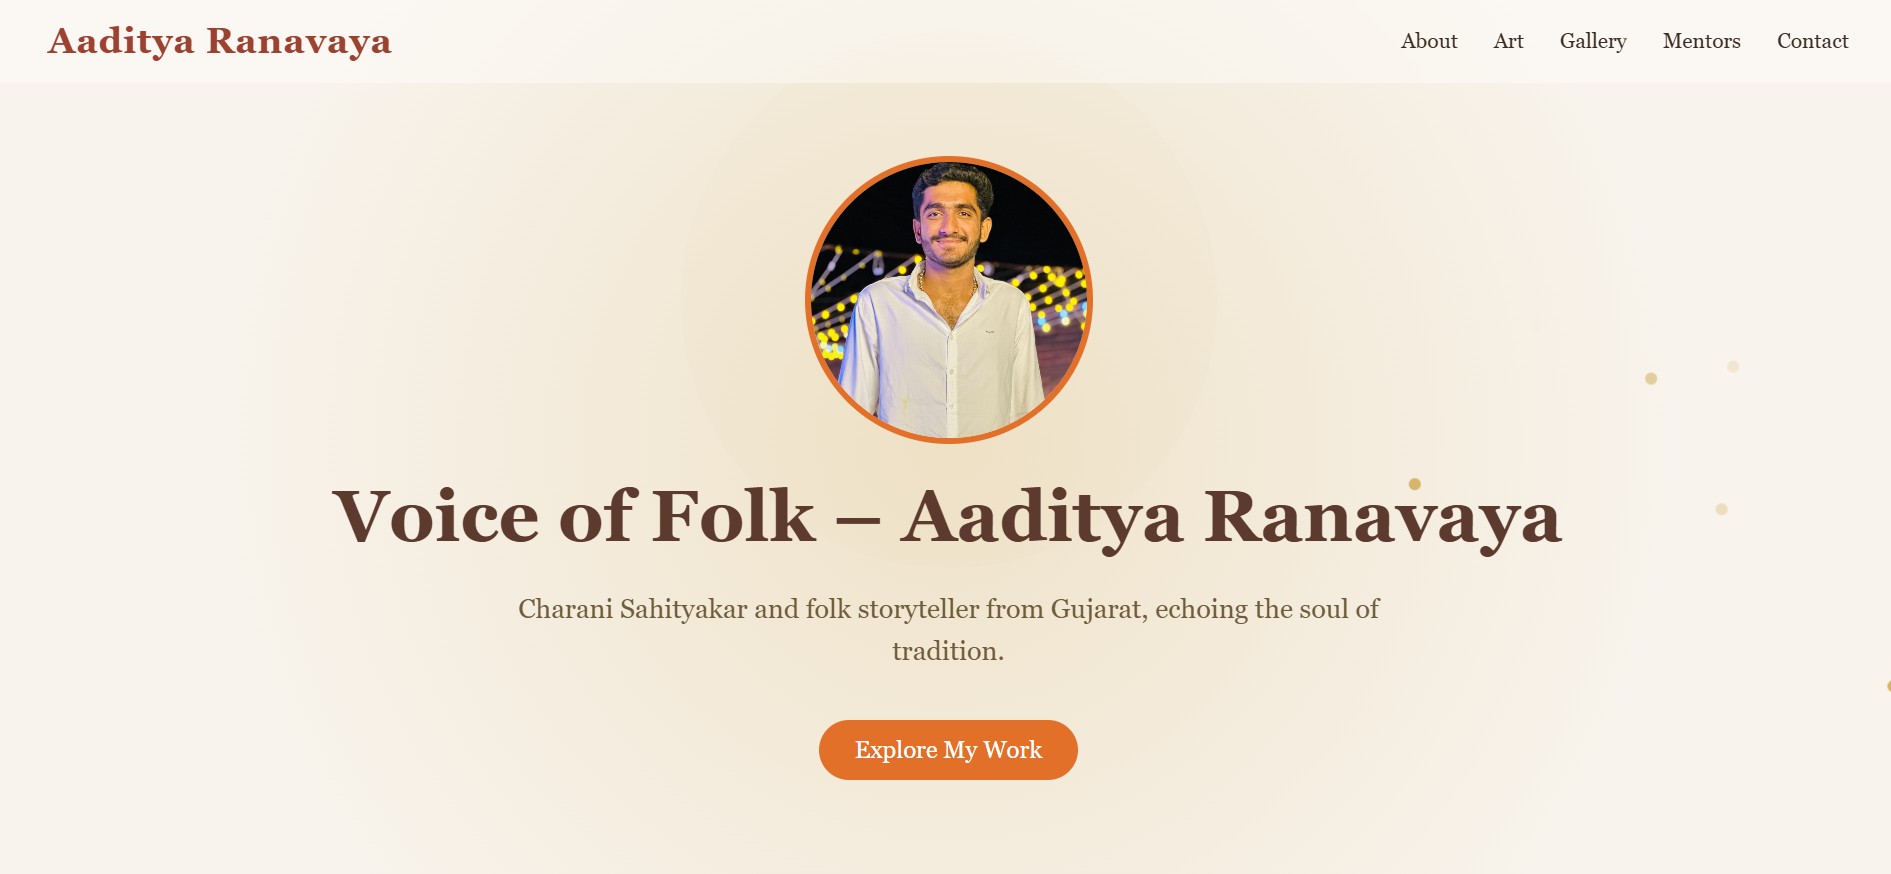 Aaditya Ranavaya
About Art Gallery Mentors Contact
Voice of Folk – Aaditya Ranavaya
Charani Sahityakar and folk storyteller from Gujarat, echoing the soul of
tradition.
Explore My Work